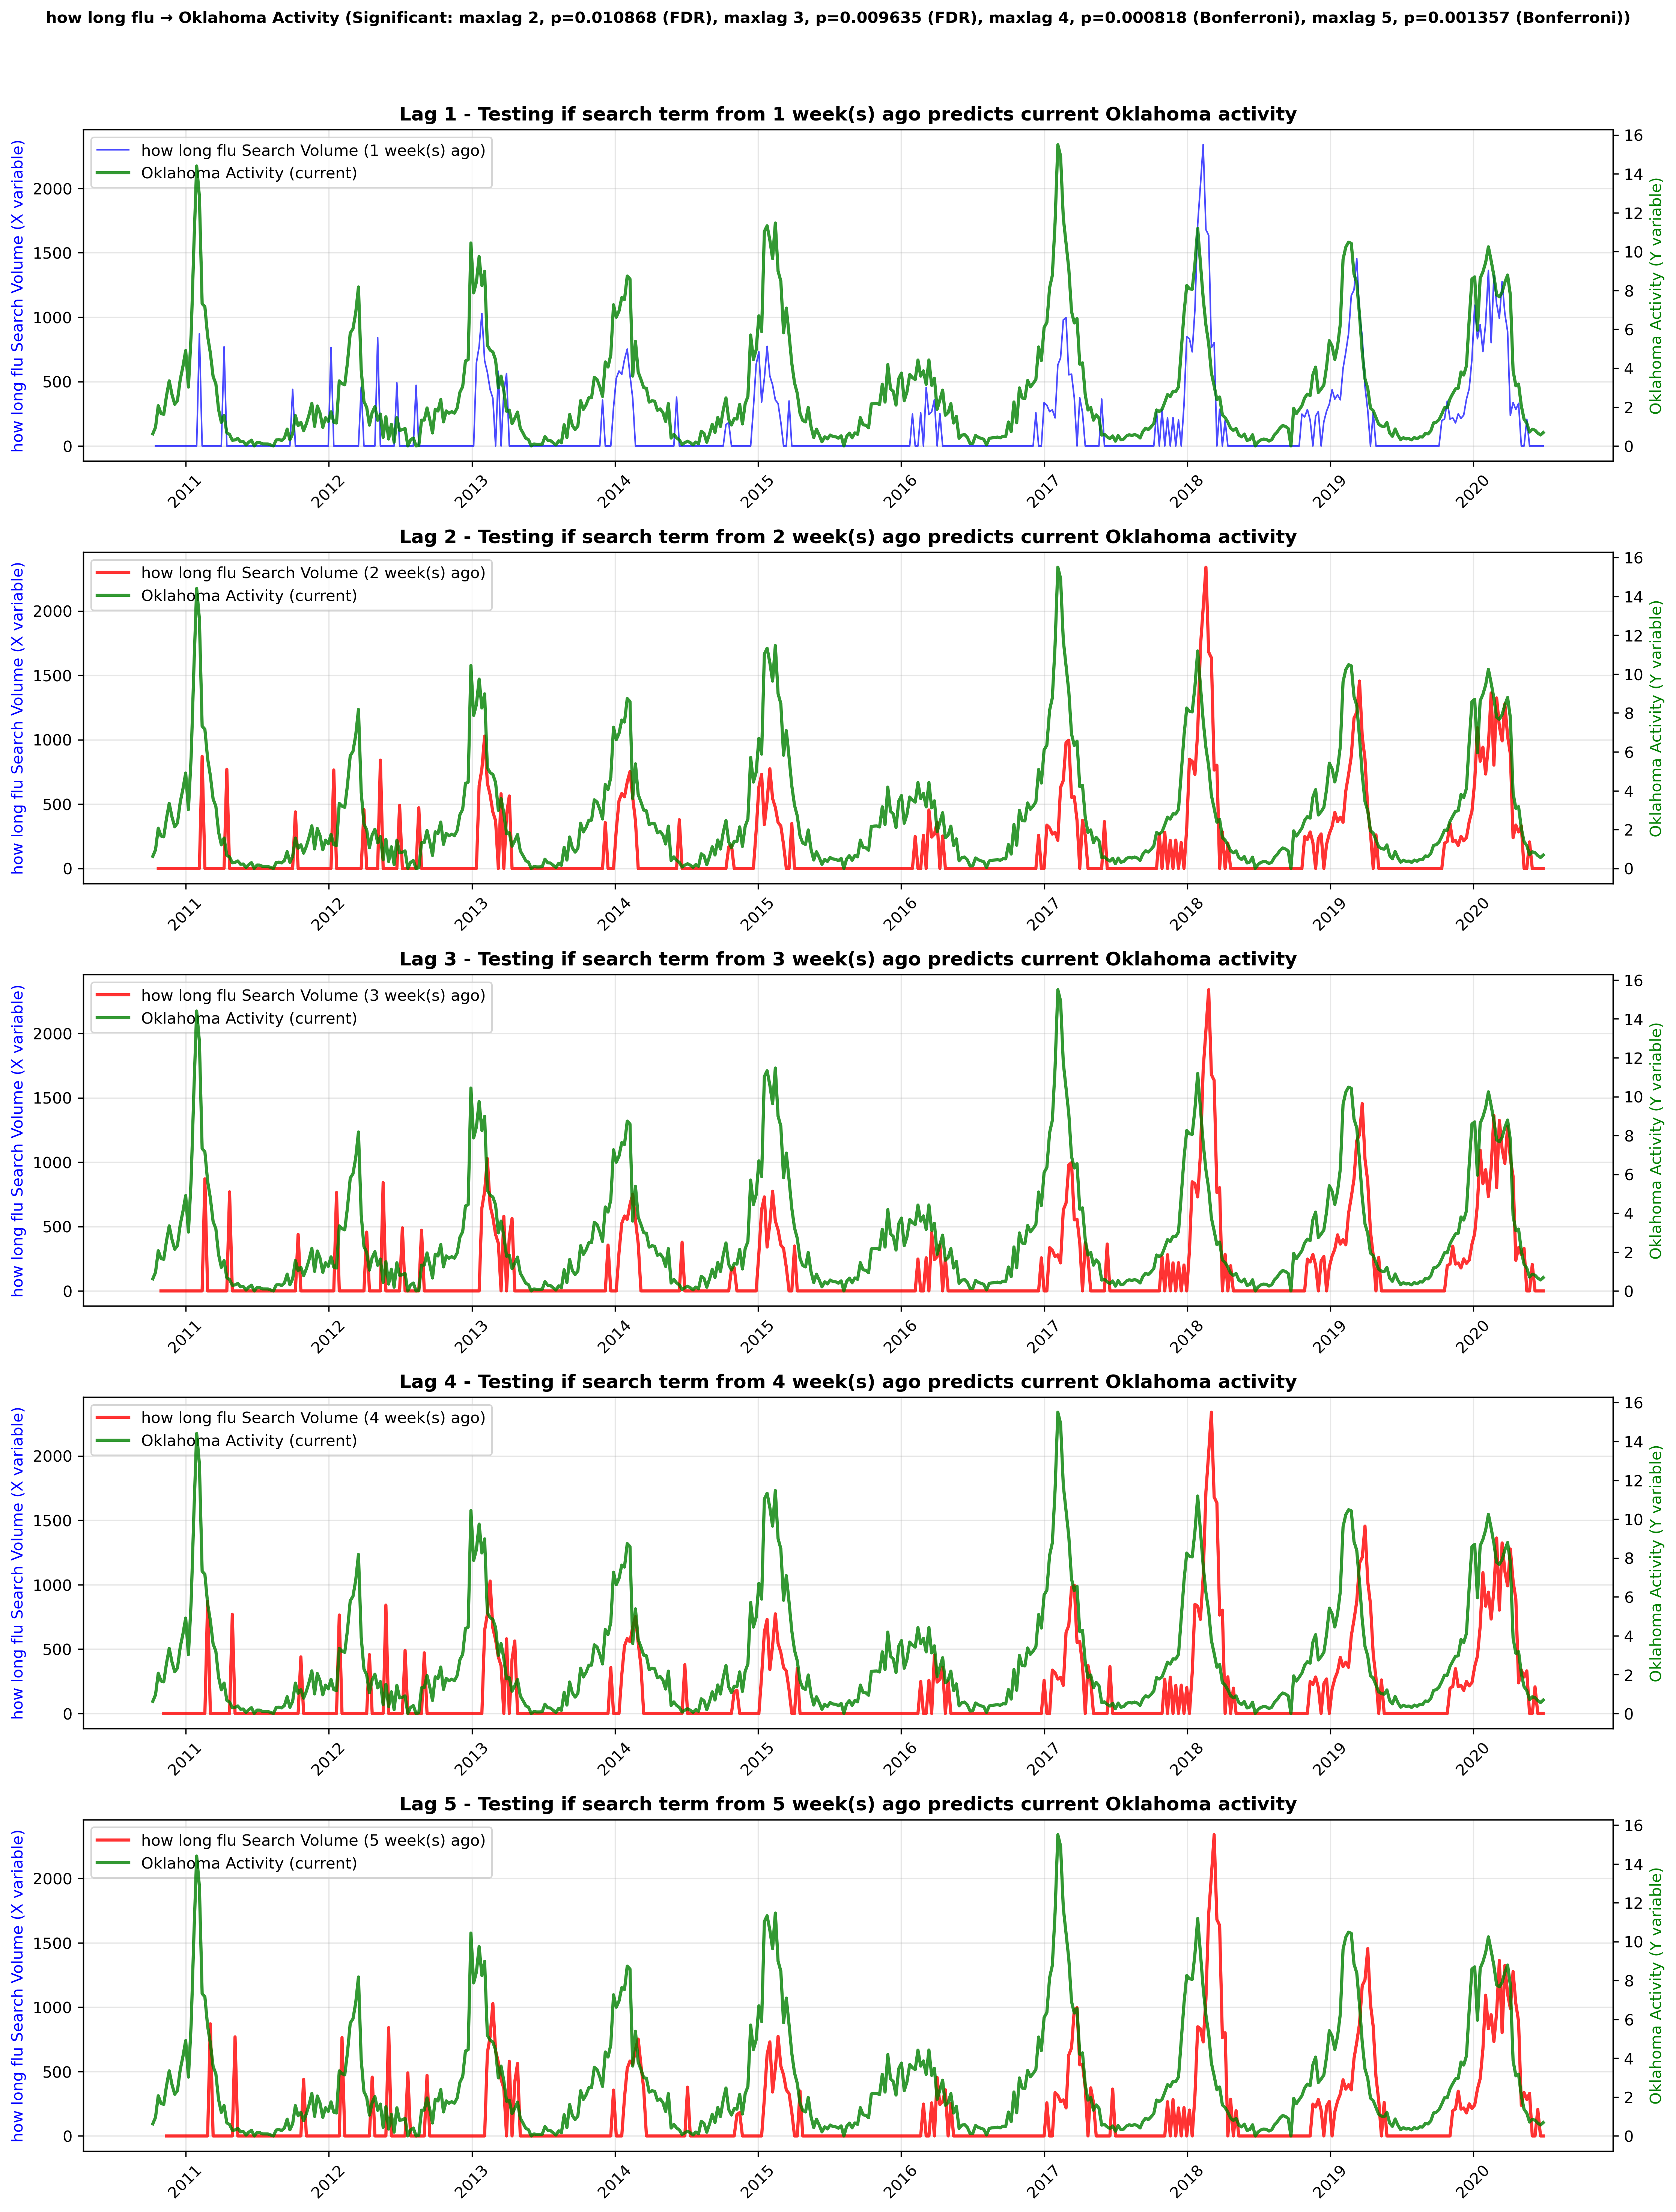 how long flu → Oklahoma Activity (Significant: maxlag 2, p=0.010868 (FDR), maxlag 3, p=0.009635 (FDR), maxlag 4, p=0.000818 (Bonferroni), maxlag 5, p=0.001357 (Bonferroni))
Lag 1 - Testing if search term from 1 week(s) ago predicts current Oklahoma activity
how long flu Search Volume (1 week(s) ago)
Oklahoma Activity (current)
how long flu Search Volume (X variable)
2000
1500
1000
500
0
16
14
12
10
8
6
4
2
0
Oklahoma Activity (Y variable)
2011 2012 2013 2014 2015 2016 2017 2018 2019 2020
Lag 2 - Testing if search term from 2 week(s) ago predicts current Oklahoma activity
how long flu Search Volume (2 week(s) ago)
Oklahoma Activity (current)
how long flu Search Volume (X variable)
2000
1500
1000
500
0
16
14
12
10
8
6
4
2
0
Oklahoma Activity (Y variable)
2011 2012 2013 2014 2015 2016 2017 2018 2019 2020
Lag 3 - Testing if search term from 3 week(s) ago predicts current Oklahoma activity
how long flu Search Volume (3 week(s) ago)
Oklahoma Activity (current)
how long flu Search Volume (X variable)
2000
1500
1000
500
0
16
14
12
10
8
6
4
2
0
Oklahoma Activity (Y variable)
2011 2012 2013 2014 2015 2016 2017 2018 2019 2020
Lag 4 - Testing if search term from 4 week(s) ago predicts current Oklahoma activity
how long flu Search Volume (4 week(s) ago)
Oklahoma Activity (current)
how long flu Search Volume (X variable)
2000
1500
1000
500
0
16
14
12
10
8
6
4
2
0
Oklahoma Activity (Y variable)
2011 2012 2013 2014 2015 2016 2017 2018 2019 2020
Lag 5 - Testing if search term from 5 week(s) ago predicts current Oklahoma activity
how long flu Search Volume (5 week(s) ago)
Oklahoma Activity (current)
how long flu Search Volume (X variable)
2000
1500
1000
500
0
16
14
12
10
8
6
4
2
0
Oklahoma Activity (Y variable)
2011 2012 2013 2014 2015 2016 2017 2018 2019 2020